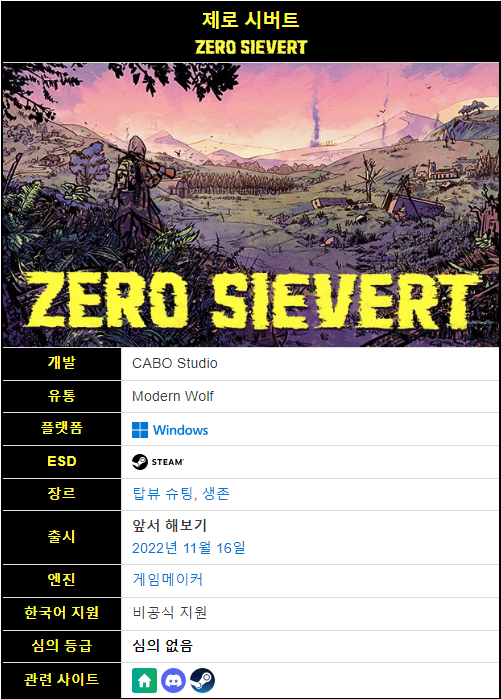 제로 시버트
ZERO SIEVERT
ZERO SIEVERT
개발 CABO Studio
유통 Modern Wolf
플랫폼 Windows
ESD STEAM
장르 탑뷰 슈팅, 생존
출시 앞서 해보기
2022년 11월 16일
엔진 게임메이커
한국어 지원 비공식 지원
심의 등급 심의 없음
관련 사이트